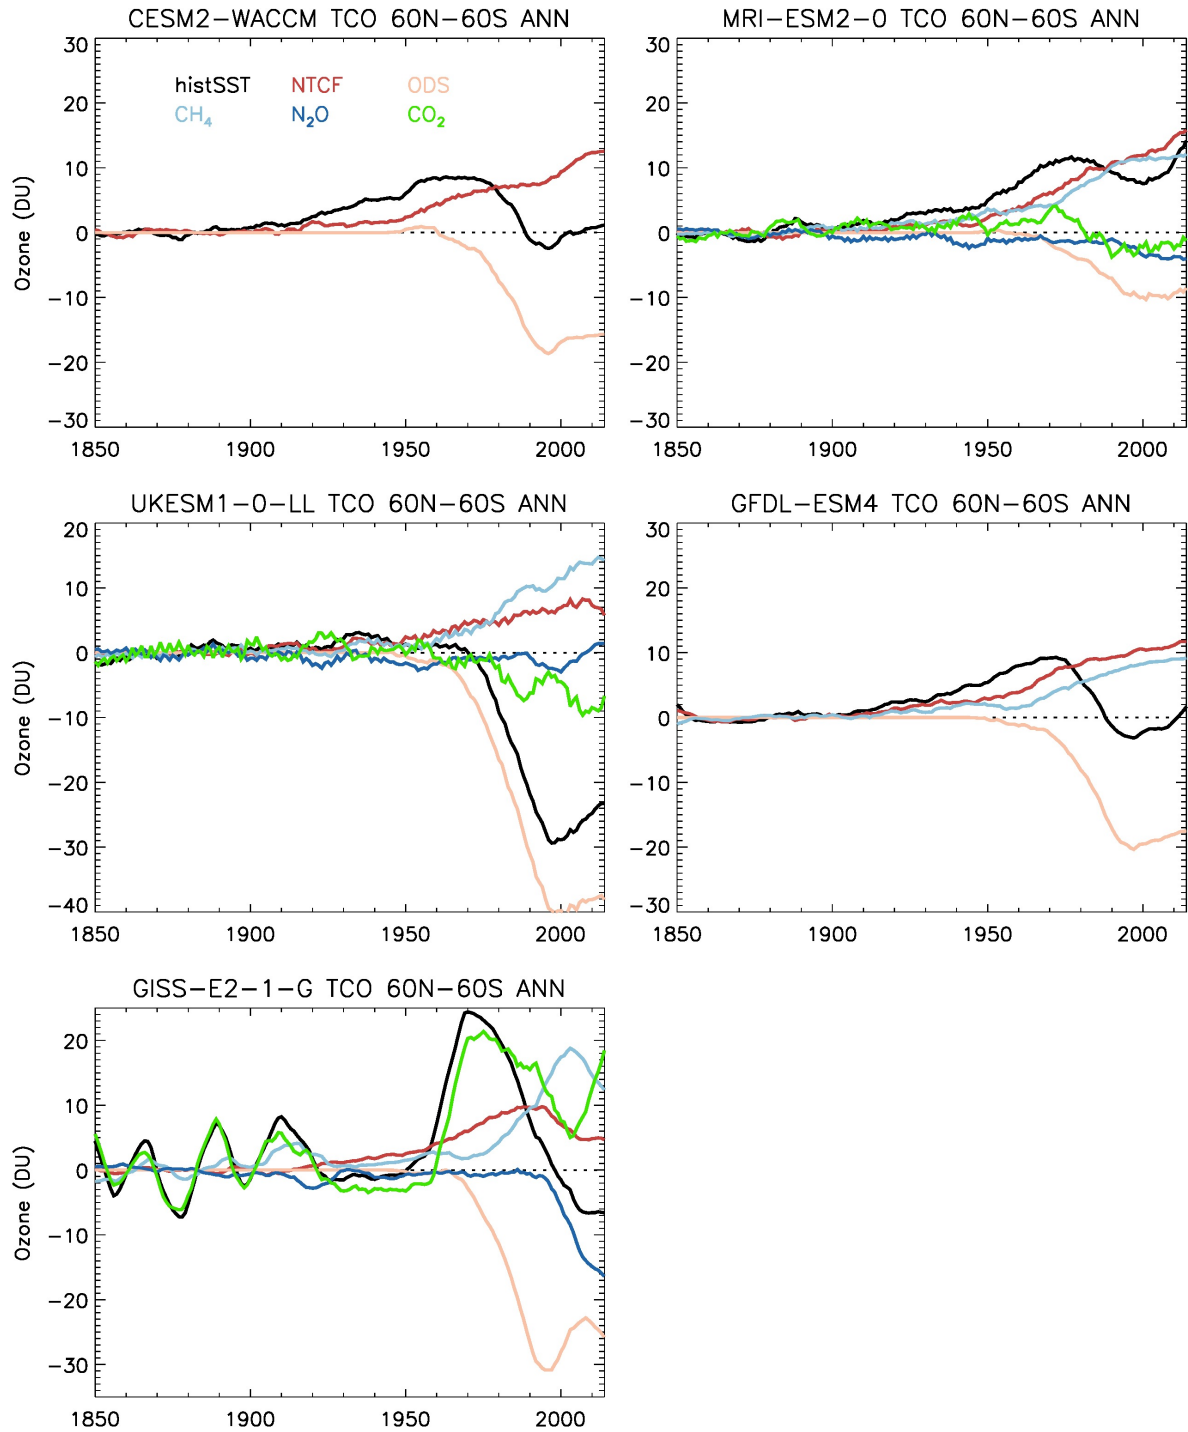 CESM2-WACCM TCO 60N-60S ANN
30
20
10
0
-10
-20
-30
Ozone (DU)
histSST NTCF ODS
CH₄ N₂O CO₂
1850 1900 1950 2000
MRI-ESM2-0 TCO 60N-60S ANN
30
20
10
0
-10
-20
-30
1850 1900 1950 2000
UKESM1-0-LL TCO 60N-60S ANN
20
10
0
-10
-20
-30
-40
Ozone (DU)
1850 1900 1950 2000
GFDL-ESM4 TCO 60N-60S ANN
30
20
10
0
-10
-20
-30
1850 1900 1950 2000
GISS-E2-1-G TCO 60N-60S ANN
20
10
0
-10
-20
-30
Ozone (DU)
1850 1900 1950 2000